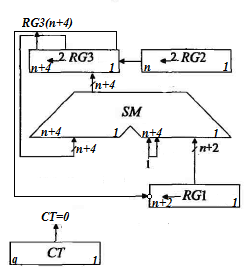 RG3(n+4)
2 RG3
n+4 1
2 RG2
n 1
n+4
SM
n+4 1 n+4 1
n+4
1
n+2
RG1
n+2 1
CT=0
CT
q 1